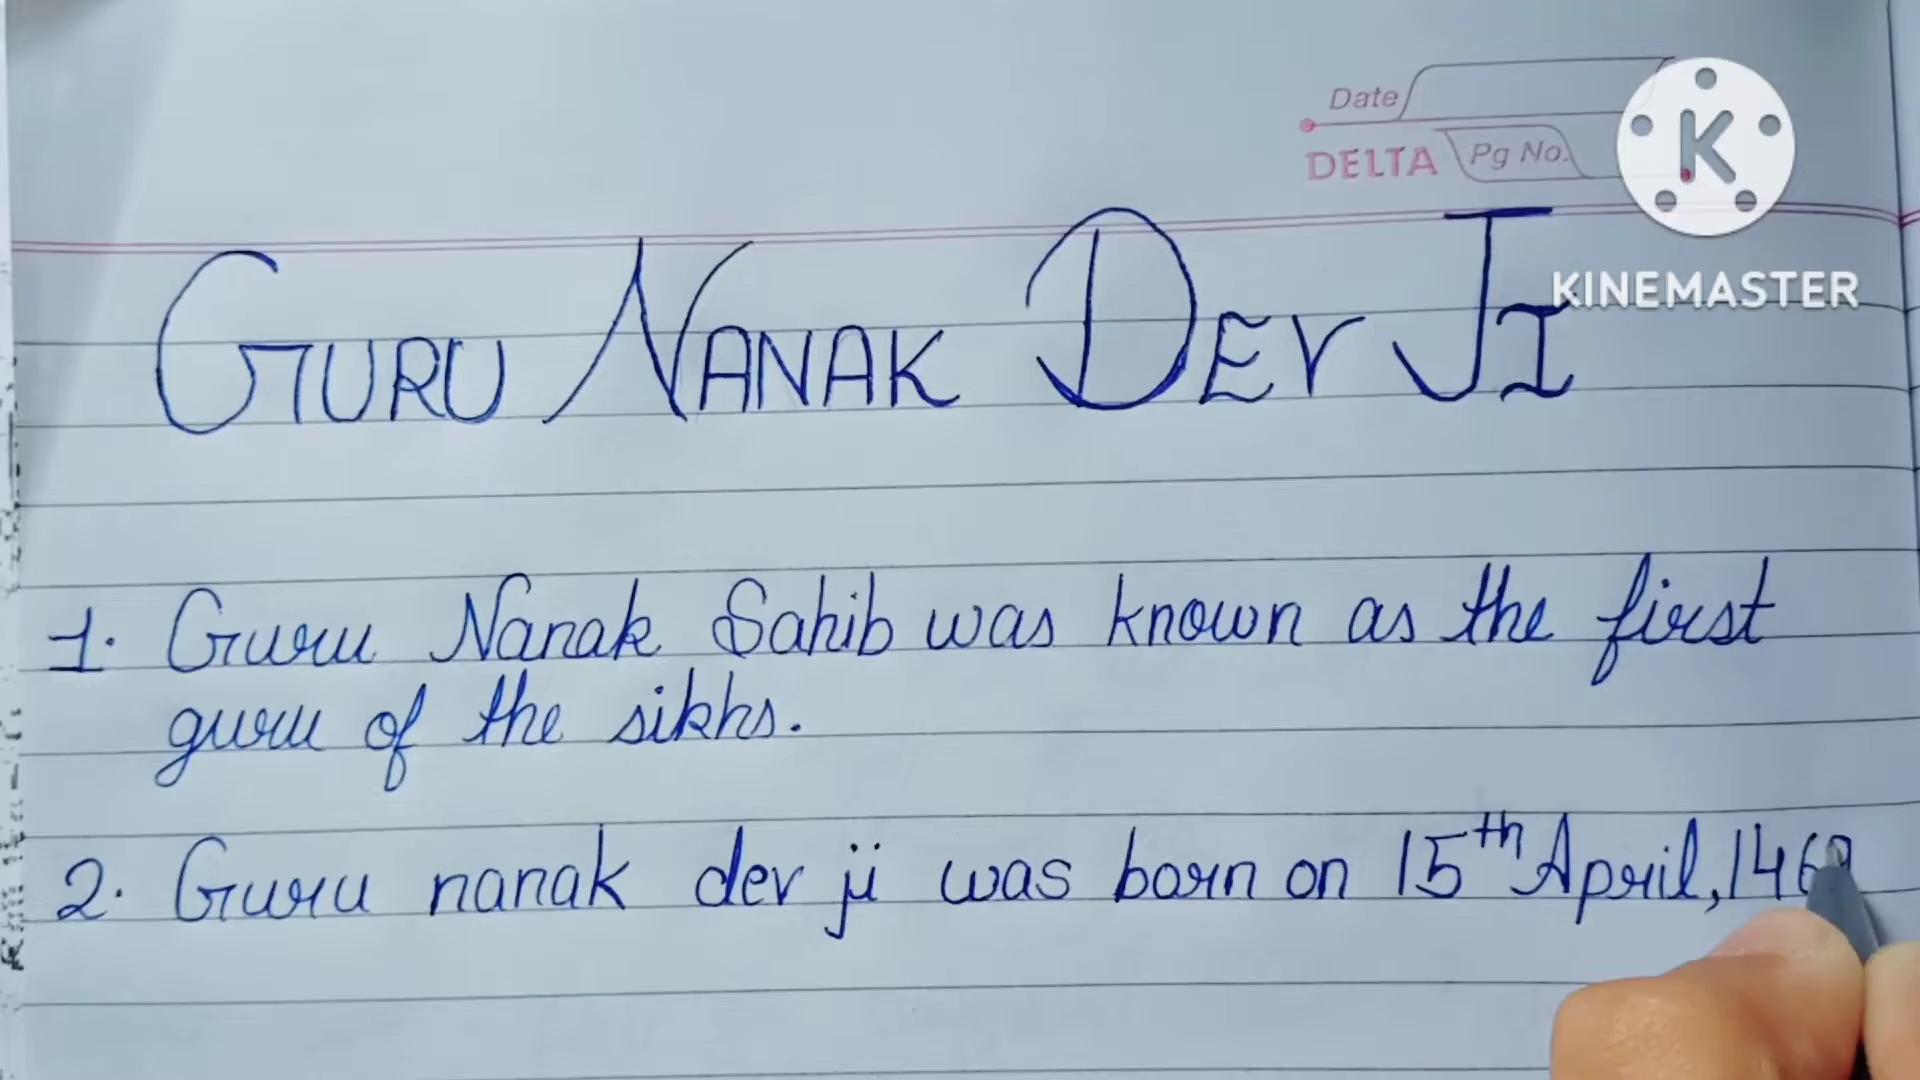 Date
DELTA Pg No.
K
KINEMASTER
GURU NANAK DEV JI
1. Guru Nanak Sahib was known as the first
guru of the sikhs.
2. Guru nanak dev ji was born on 15th April,